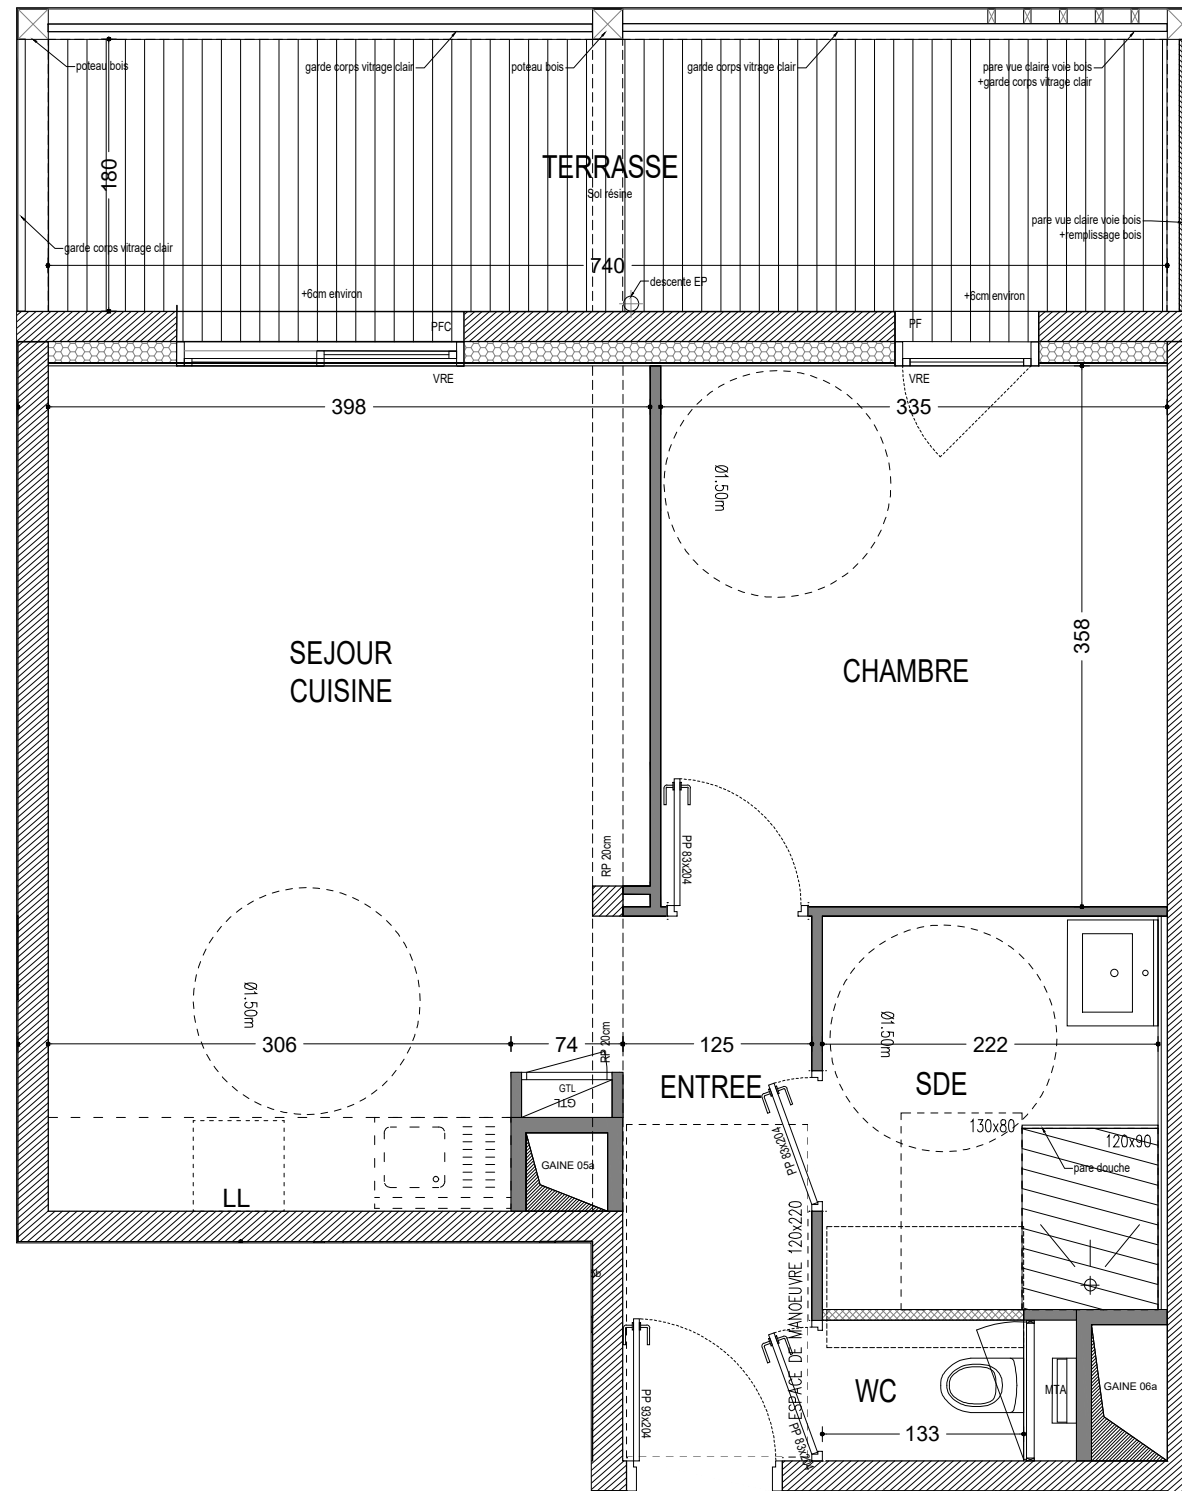 poteau bois
garde corps vitrage clair
poteau bois
garde corps vitrage clair
pare vue claire voie bois
+garde corps vitrage clair
180
TERRASSE
Sol résine
pare vue claire voie bois
+remplissage bois
garde corps vitrage clair
740
descente EP
+6cm environ
+6cm environ
PFC
PF
VRE
VRE
398
335
Ø1.50m
358
SEJOUR
CUISINE
CHAMBRE
RP 20cm
PP 83x204
Ø1.50m
Ø1.50m
306
74
RP 20cm
125
222
GTL
GTL
ENTREE
SDE
130x80
120x90
PP 83x204
pare douche
GAINE 05a
LL
ESPACE DE MANOEUVRE 120x220
PP 93x204
PP 83x204
WC
MTA
GAINE 06a
133